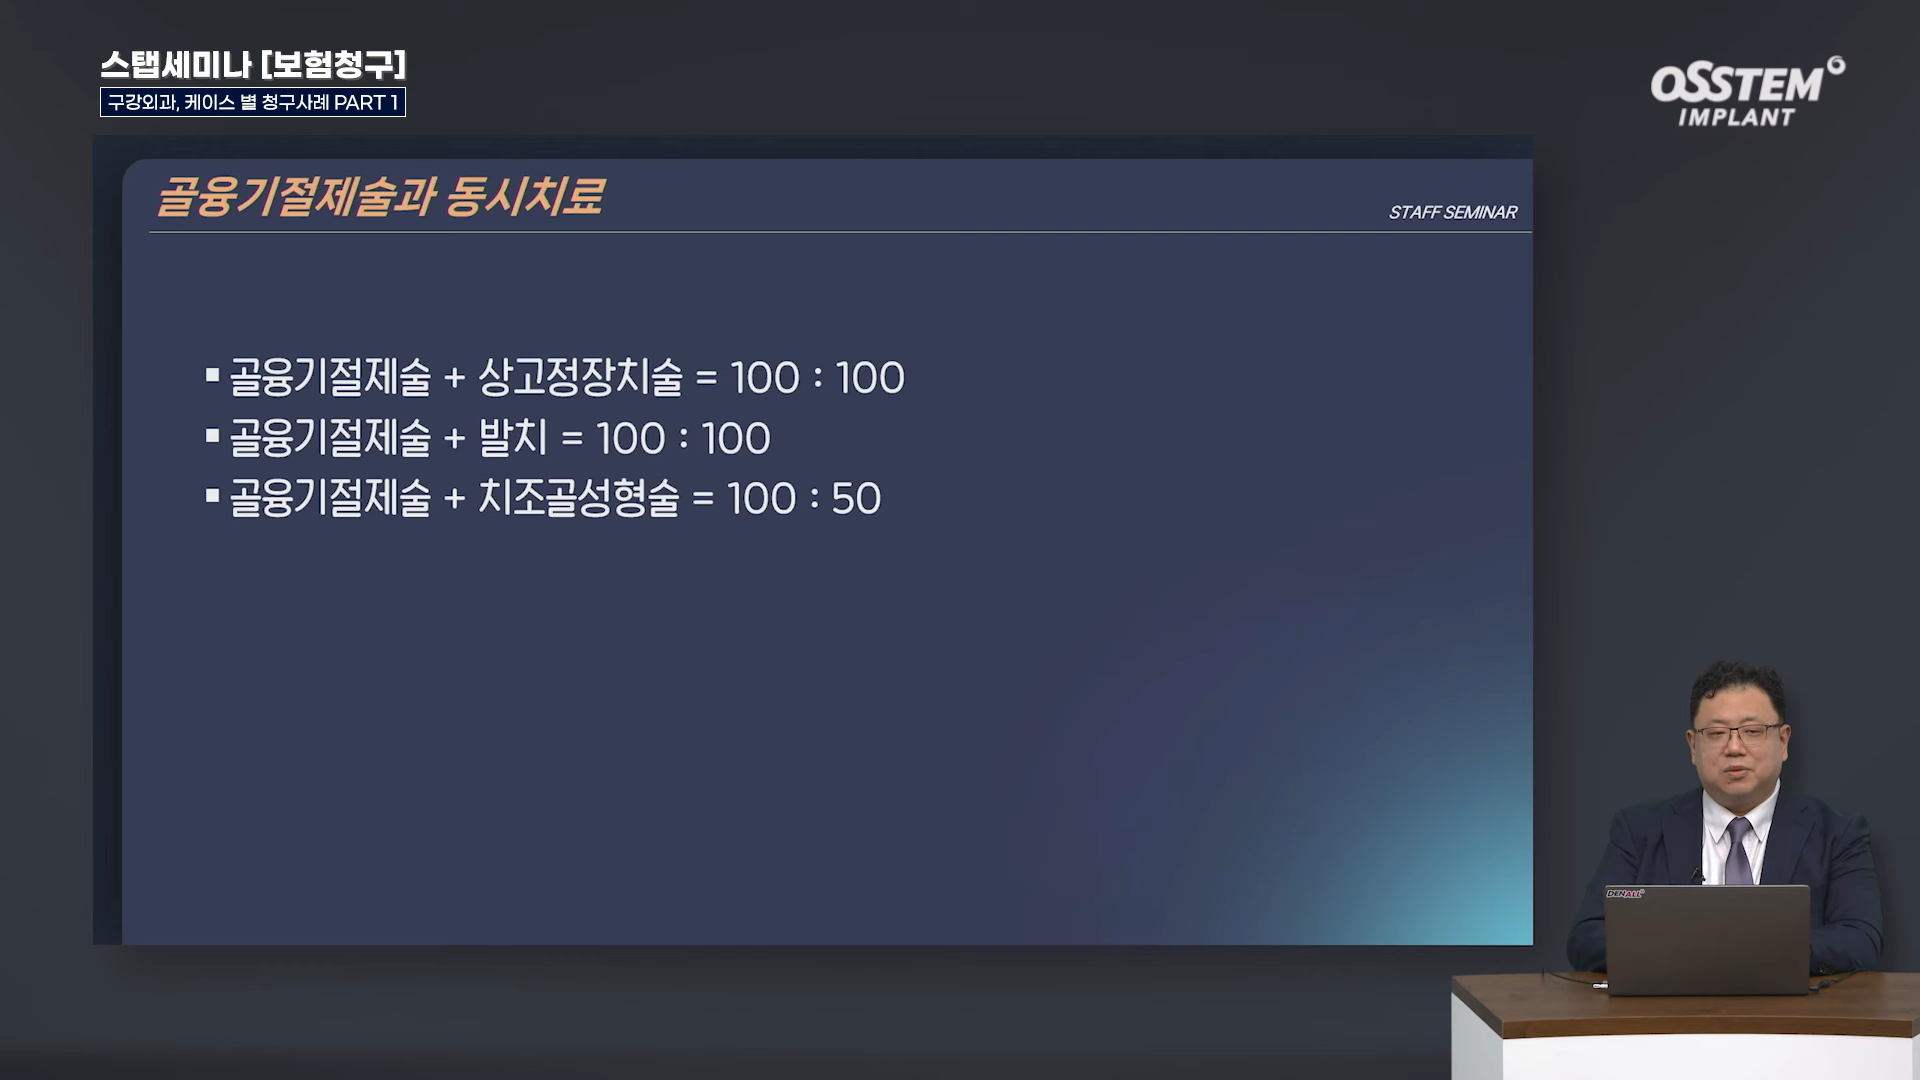 스탭세미나 [보험청구]
구강외과, 케이스 별 청구사례 PART 1
OSSTEM
IMPLANT
골융기절제술과 동시치료
STAFF SEMINAR
▪ 골융기절제술 + 상고정장치술 = 100 : 100
▪ 골융기절제술 + 발치 = 100 : 100
▪ 골융기절제술 + 치조골성형술 = 100 : 50
DENALL